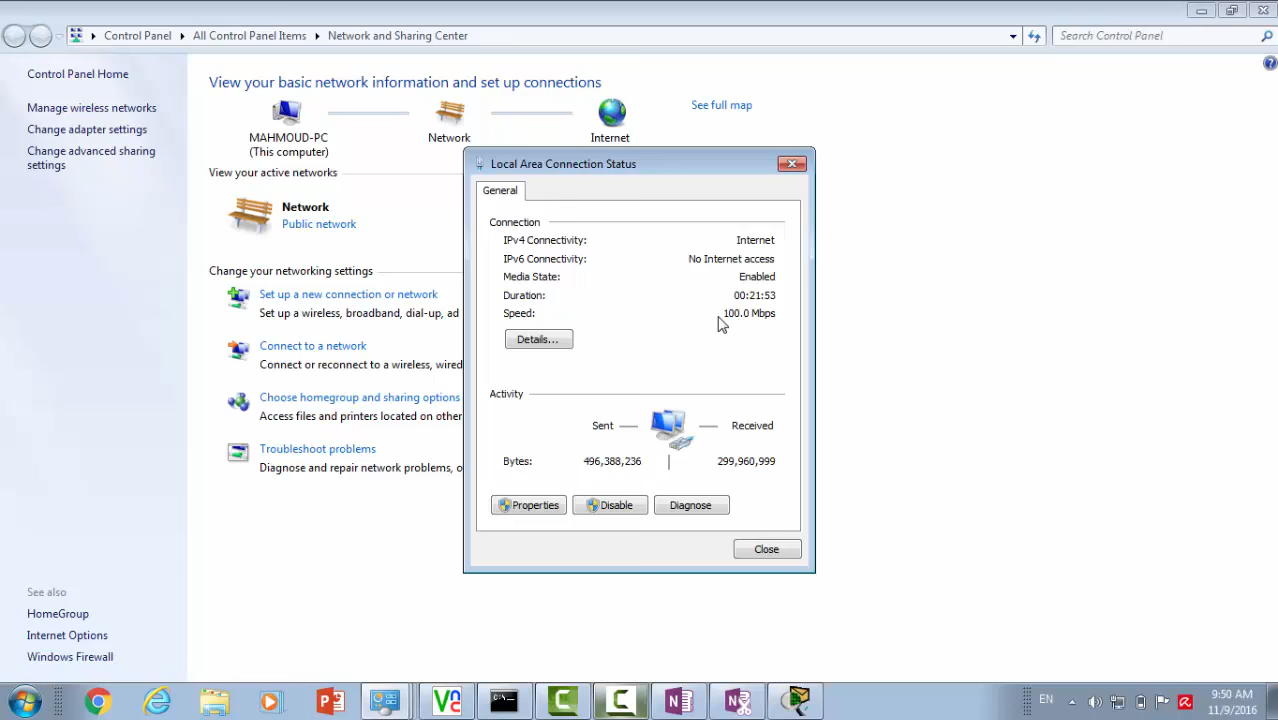 Control Panel
All Control Panel Items
Network and Sharing Center
Search Control Panel
Control Panel Home
Manage wireless networks
Change adapter settings
Change advanced sharing
settings
See also
HomeGroup
Internet Options
Windows Firewall
View your basic network information and set up connections
MAHMOUD-PC
(This computer)
Network
Internet
See full map
View your active networks
Network
Public network
Change your networking settings
Set up a new connection or network
Set up a wireless, broadband, dial-up, ad
Connect to a network
Connect or reconnect to a wireless, wired
Choose homegroup and sharing options
Access files and printers located on other
Troubleshoot problems
Diagnose and repair network problems, o
Local Area Connection Status
General
Connection
IPv4 Connectivity: Internet
IPv6 Connectivity: No Internet access
Media State: Enabled
Duration: 00:21:53
Speed: 100.0 Mbps
Details...
Activity
Sent Received
Bytes: 496,388,236 299,960,999
Properties Disable Diagnose
Close
EN
9:50 AM
11/9/2016